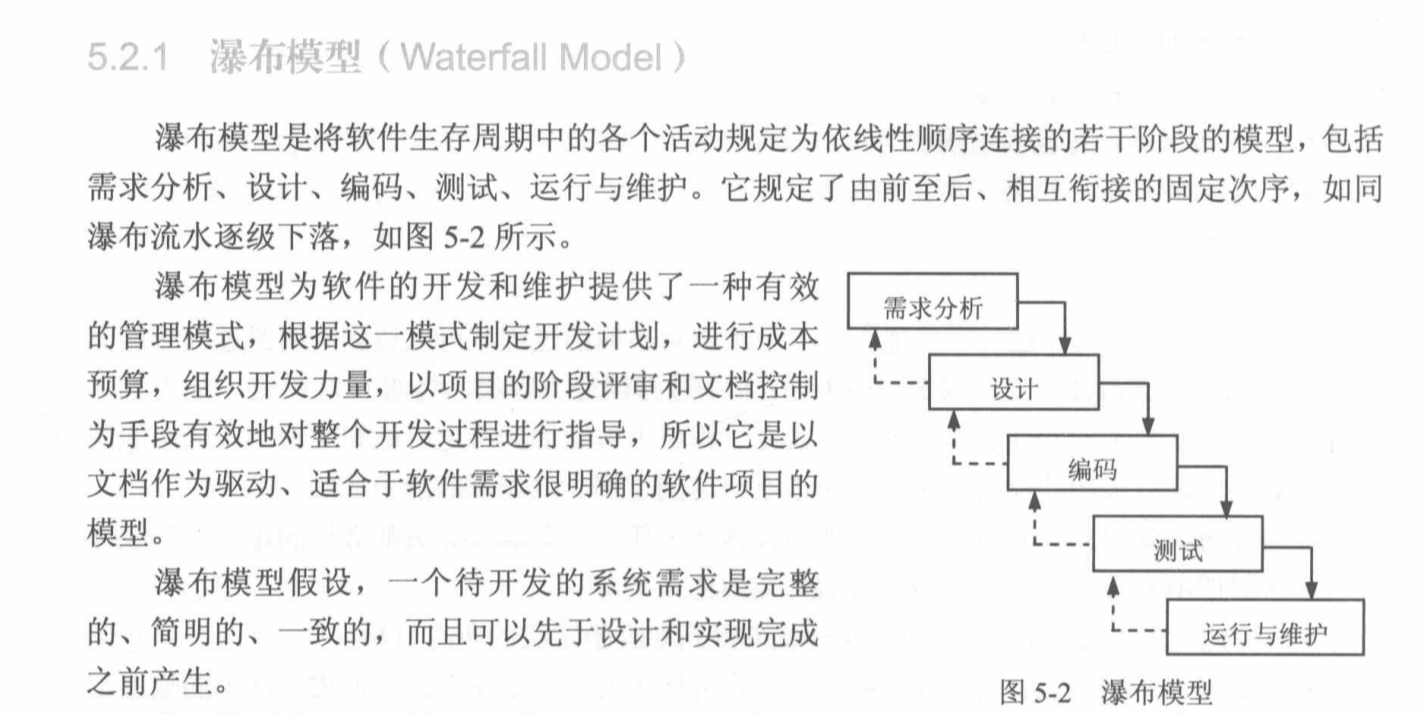 5.2.1 瀑布模型（Waterfall Model）
瀑布模型是将软件生存周期中的各个活动规定为依线性顺序连接的若干阶段的模型，包括
需求分析、设计、编码、测试、运行与维护。它规定了由前至后、相互衔接的固定次序，如同
瀑布流水逐级下落，如图 5-2 所示。
瀑布模型为软件的开发和维护提供了一种有效
的管理模式，根据这一模式制定开发计划，进行成本
预算，组织开发力量，以项目的阶段评审和文档控制
为手段有效地对整个开发过程进行指导，所以它是以
文档作为驱动、适合于软件需求很明确的软件项目的
模型。
瀑布模型假设，一个待开发的系统需求是完整
的、简明的、一致的，而且可以先于设计和实现完成
之前产生。
需求分析
设计
编码
测试
运行与维护
图 5-2 瀑布模型